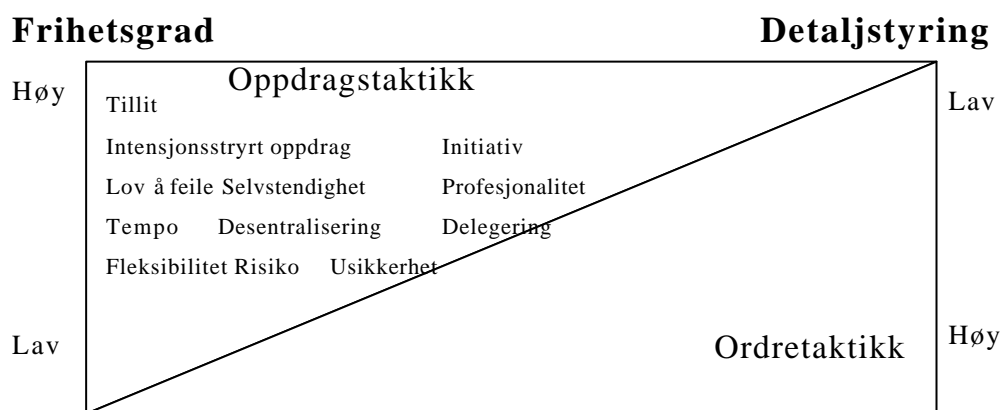 Frihetsgrad Detaljstyring
Høy Oppdragstaktikk Lav
Tillit
Intensjonsstryrt oppdrag Initiativ
Lov å feile Selvstendighet Profesjonalitet
Tempo Desentralisering Delegering
Fleksibilitet Risiko Usikkerhet
Lav Ordretaktikk Høy